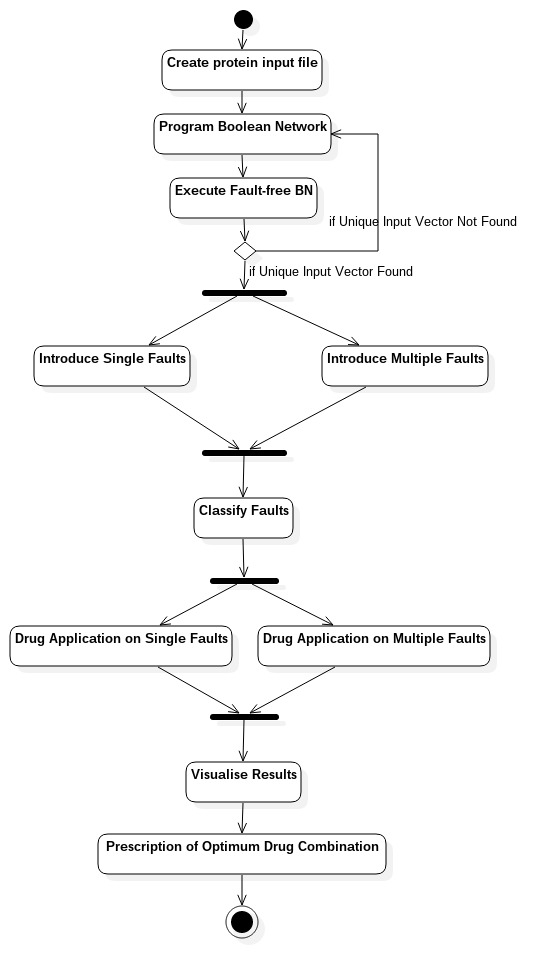 Create protein input file
Program Boolean Network
Execute Fault-free BN
if Unique Input Vector Not Found
if Unique Input Vector Found
Introduce Single Faults
Introduce Multiple Faults
Classify Faults
Drug Application on Single Faults
Drug Application on Multiple Faults
Visualise Results
Prescription of Optimum Drug Combination